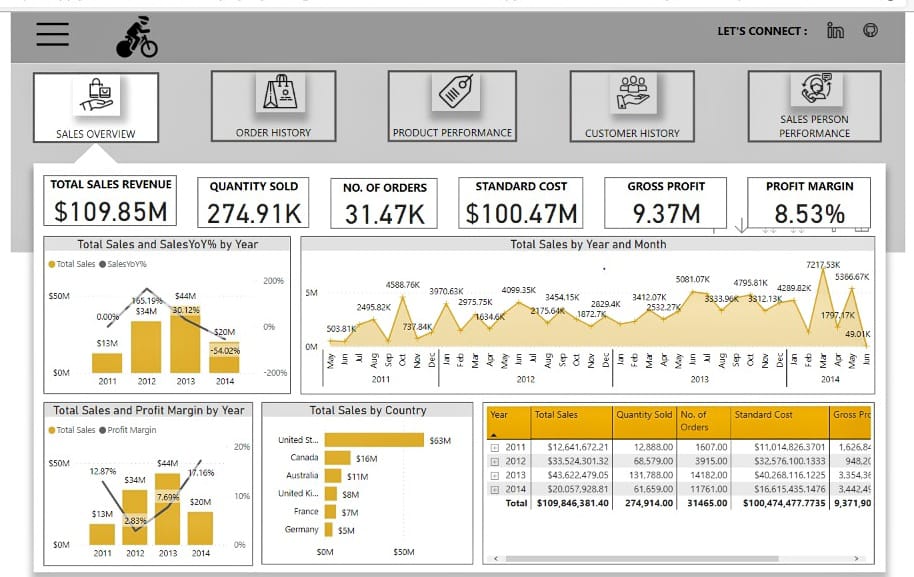 LET'S CONNECT :
SALES OVERVIEW
ORDER HISTORY
PRODUCT PERFORMANCE
CUSTOMER HISTORY
SALES PERSON
PERFORMANCE
TOTAL SALES REVENUE
$109.85M
QUANTITY SOLD
274.91K
NO. OF ORDERS
31.47K
STANDARD COST
$100.47M
GROSS PROFIT
9.37M
PROFIT MARGIN
8.53%
Total Sales and SalesYoY% by Year
Total Sales SalesYoY%
$50M
$0M
200%
0%
-200%
0.00%
165.19%
30.12%
-54.02%
$13M
$34M
$44M
$20M
2011 2012 2013 2014
Total Sales by Year and Month
5M
0M
503.81K
2495.82K
4588.76K
737.84K
3970.63K
2975.75K
1634.6K
4099.35K
2175.64K
3454.15K
1872.7K
2829.4K
3412.07K
2532.27K
5081.07K
3333.96K
4795.81K
3312.13K
4289.82K
7217.53K
1797.17K
5366.67K
49.01K
May Jun Jul Aug Sep Oct Nov Dec Jan Feb Mar Apr May Jun Jul Aug Sep Oct Nov Dec Jan Feb Mar Apr May Jun Jul Aug Sep Oct Nov Dec Jan Feb Mar Apr May Jun
2011 2012 2013 2014
Total Sales and Profit Margin by Year
Total Sales Profit Margin
$50M
$0M
20%
10%
0%
12.87%
2.83%
7.69%
17.16%
$13M
$34M
$44M
$20M
2011 2012 2013 2014
Total Sales by Country
United St... $63M
Canada $16M
Australia $11M
United Ki... $8M
France $7M
Germany $5M
$0M $50M
Year Total Sales Quantity Sold No. of Orders Standard Cost Gross Prc
2011 $12,641,672.21 12,888.00 1607.00 $11,014,826.3701 1,626,84
2012 $33,524,301.32 68,579.00 3915.00 $32,576,100.1333 948,20
2013 $43,622,479.05 131,788.00 14182.00 $40,268,116.1225 3,354,36
2014 $20,057,928.81 61,659.00 11761.00 $16,615,435.1476 3,442,49
Total $109,846,381.40 274,914.00 31465.00 $100,474,477.7735 9,371,90